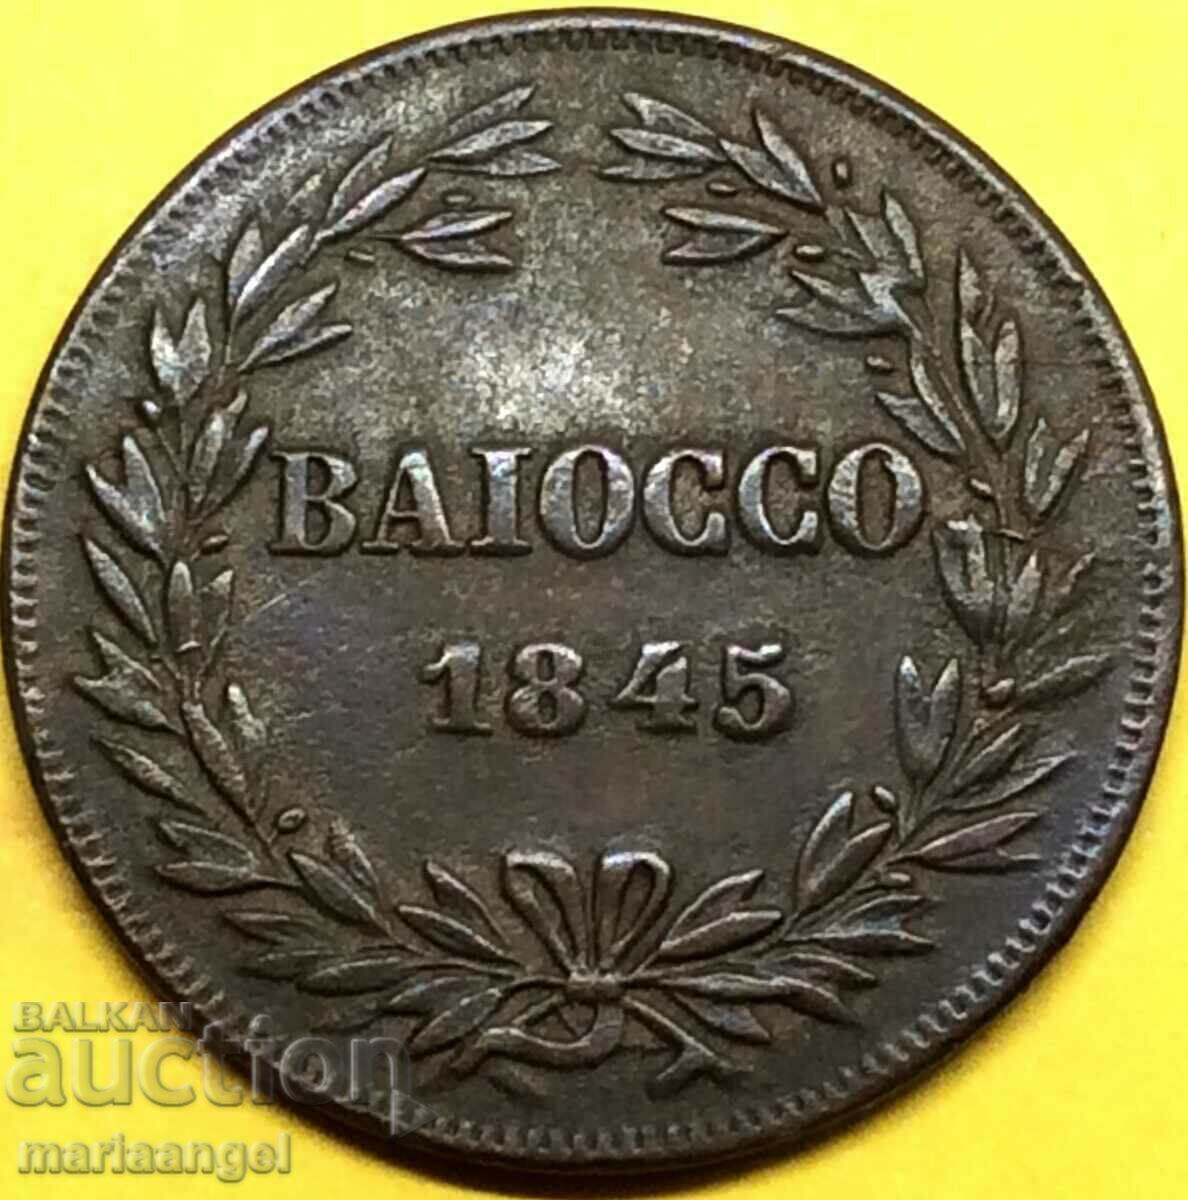 BAIOCCO
1845
BALKAN
auction
mariaangel